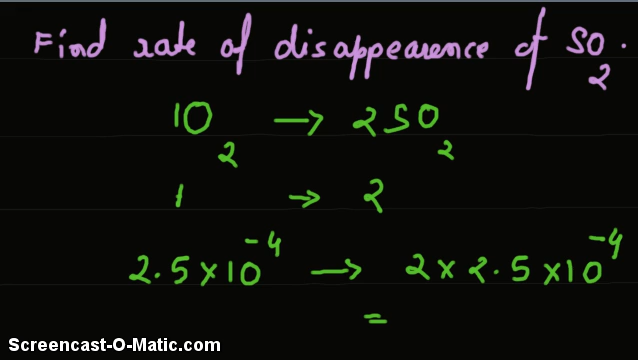 Find rate of disappearence of SO₂.
1O₂ → 2SO₂
1 → 2
2.5×10⁻⁴ → 2×2.5×10⁻⁴
=
Screencast-O-Matic.com